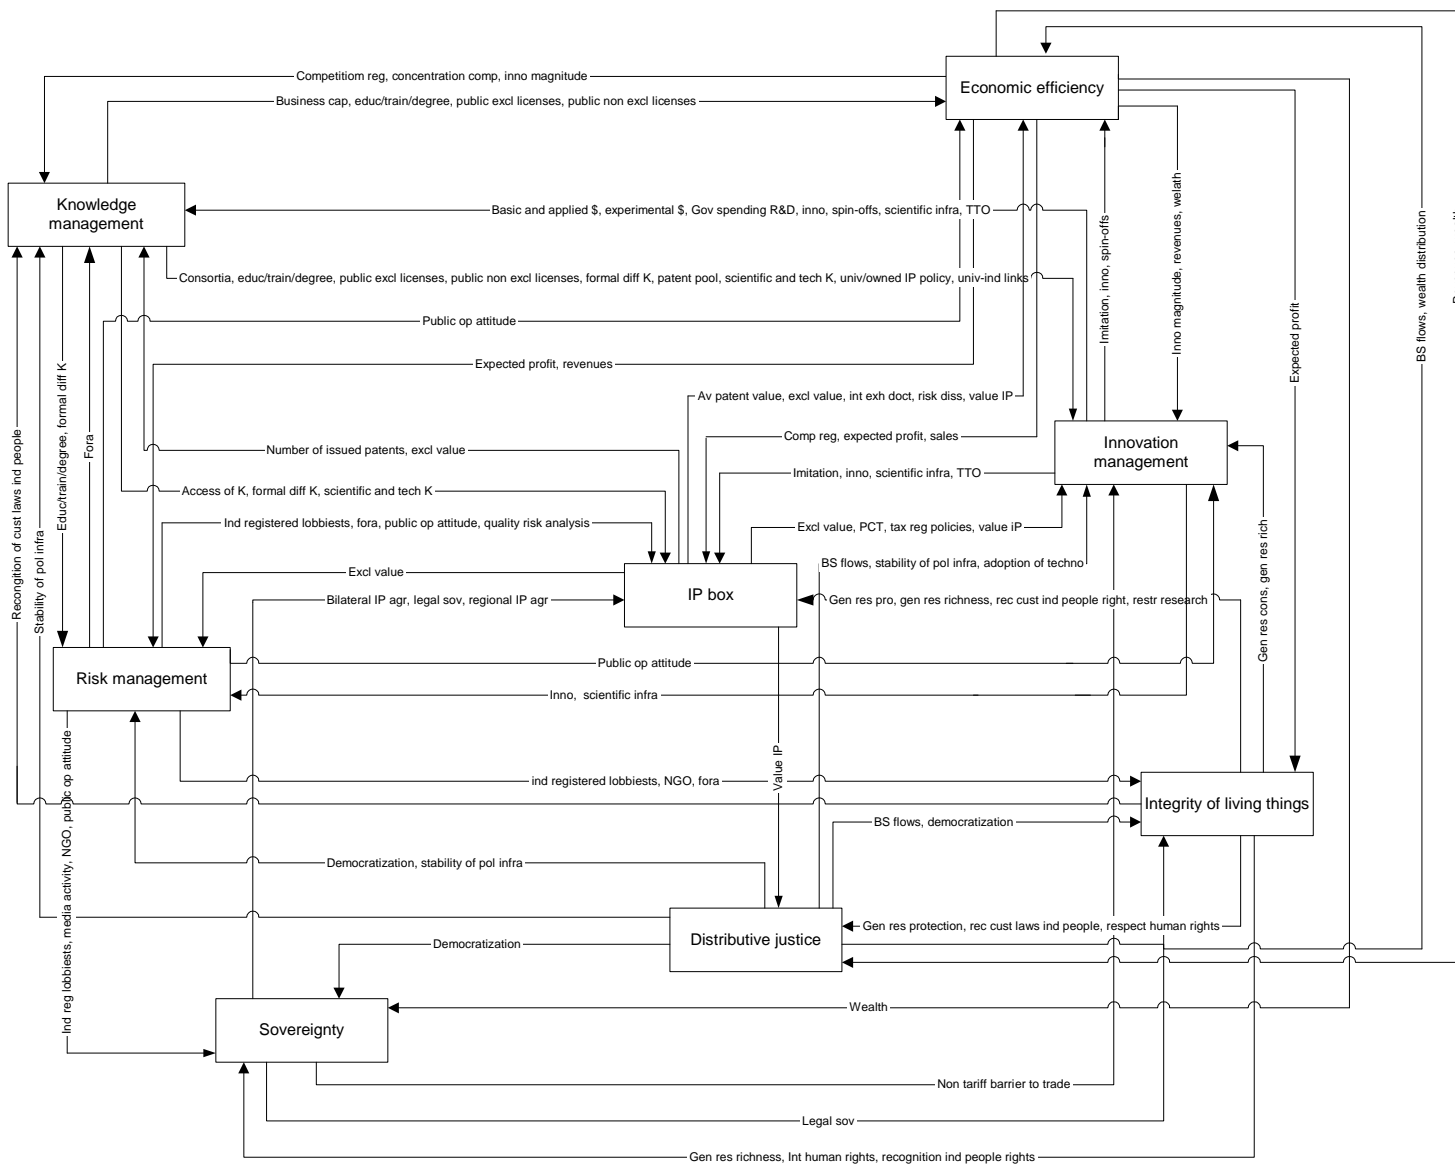 Competitiom reg, concentration comp, inno magnitude
Economic efficiency
Business cap, educ/train/degree, public excl licenses, public non excl licenses
Knowledge
management
Basic and applied $, experimental $, Gov spending R&D, inno, spin-offs, scientific infra, TTO
Imitation, inno, spin-offs
Inno magnitude, revenues, welath
Expected profit
BS flows, wealth distribution
Consortia, educ/train/degree, public excl licenses, public non excl licenses, formal diff K, patent pool, scientific and tech K, univ/owned IP policy, univ-ind links
Public op attitude
Expected profit, revenues
Av patent value, excl value, int exh doct, risk diss, value IP
Recongition of cust laws ind people
Stability of pol infra
Educ/train/degree, formal diff K
Fora
Number of issued patents, excl value
Comp reg, expected profit, sales
Innovation
management
Imitation, inno, scientific infra, TTO
Access of K, formal diff K, scientific and tech K
Ind registered lobbiests, fora, public op attitude, quality risk analysis
Excl value, PCT, tax reg policies, value iP
BS flows, stability of pol infra, adoption of techno
Excl value
IP box
Bilateral IP agr, legal sov, regional IP agr
Gen res pro, gen res richness, rec cust ind people right, restr research
Gen res cons, gen res rich
Risk management
Public op attitude
Inno, scientific infra
Value IP
ind registered lobbiests, NGO, fora
Integrity of living things
BS flows, democratization
Ind reg lobbiests, media activity, NGO, public op attitude
Democratization, stability of pol infra
Gen res protection, rec cust laws ind people, respect human rights
Distributive justice
Democratization
Wealth
Sovereignty
Non tariff barrier to trade
Legal sov
Gen res richness, Int human rights, recognition ind people rights